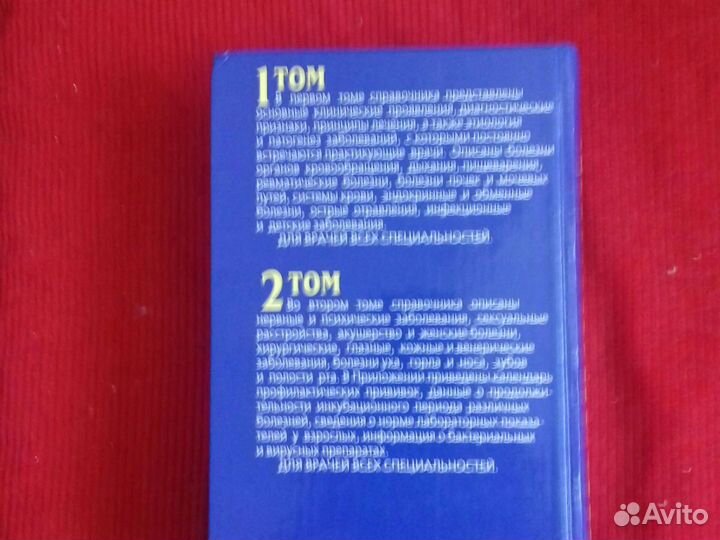 1 ТОМ
В первом томе справочника представлены
основные клинические проявления, диагностические
признаки, принципы лечения, а также этиология
и патогенез заболеваний, с которыми постоянно
встречаются практикующие врачи. Описаны болезни
органов кровообращения, дыхания, пищеварения,
ревматические болезни, болезни почек и мочевых
путей, системы крови, эндокринные и обменные
болезни, острые отравления, инфекционные
и детские заболевания.
ДЛЯ ВРАЧЕЙ ВСЕХ СПЕЦИАЛЬНОСТЕЙ.
2 ТОМ
Во втором томе справочника описаны
нервные и психические заболевания, сексуальные
расстройства, акушерство и женские болезни,
хирургические, глазные, кожные и венерические
заболевания, болезни уха, горла и носа, зубов
и полости рта. В Приложении приведены календарь
профилактических прививок, данные о продолжи-
тельности инкубационного периода различных
болезней, сведения о норме лабораторных показа-
телей у взрослых, информация о бактериальных
и вирусных препаратах.
ДЛЯ ВРАЧЕЙ ВСЕХ СПЕЦИАЛЬНОСТЕЙ.
Avito